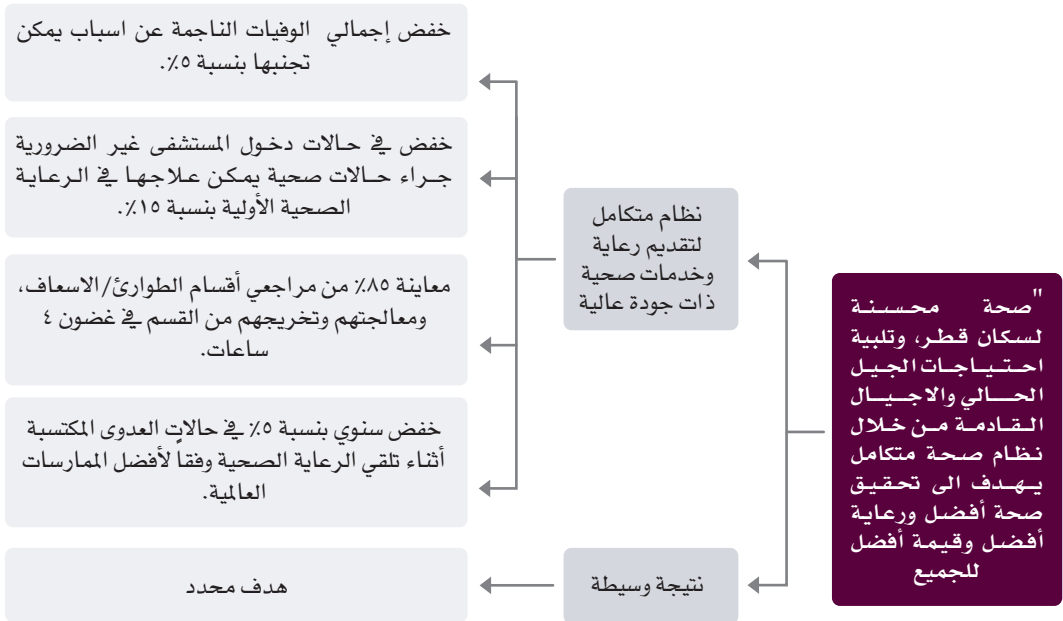 "صحة محسنة
لسكان قطر، وتلبية
احتياجات الجيل
الحالي والاجيال
القادمة من خلال
نظام صحة متكامل
يهدف الى تحقيق
صحة أفضل ورعاية
أفضل وقيمة أفضل
للجميع
نظام متكامل
لتقديم رعاية
وخدمات صحية
ذات جودة عالية
خفض إجمالي الوفيات الناجمة عن اسباب يمكن
تجنبها بنسبة ٥٪.
خفض في حالات دخول المستشفى غير الضرورية
جراء حالات صحية يمكن علاجها في الرعاية
الصحية الأولية بنسبة ١٥٪.
معاينة ٨٥٪ من مراجعي أقسام الطوارئ/الاسعاف،
ومعالجتهم وتخريجهم من القسم في غضون ٤
ساعات.
خفض سنوي بنسبة ٥٪ في حالاتٍ العدوى المكتسبة
أثناء تلقي الرعاية الصحية وفقاً لأفضل الممارسات
العالمية.
نتيجة وسيطة
هدف محدد